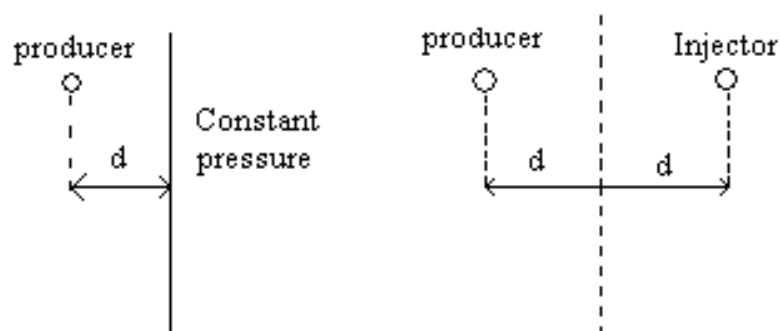 producer
Constant
pressure
d
producer
Injector
d
d